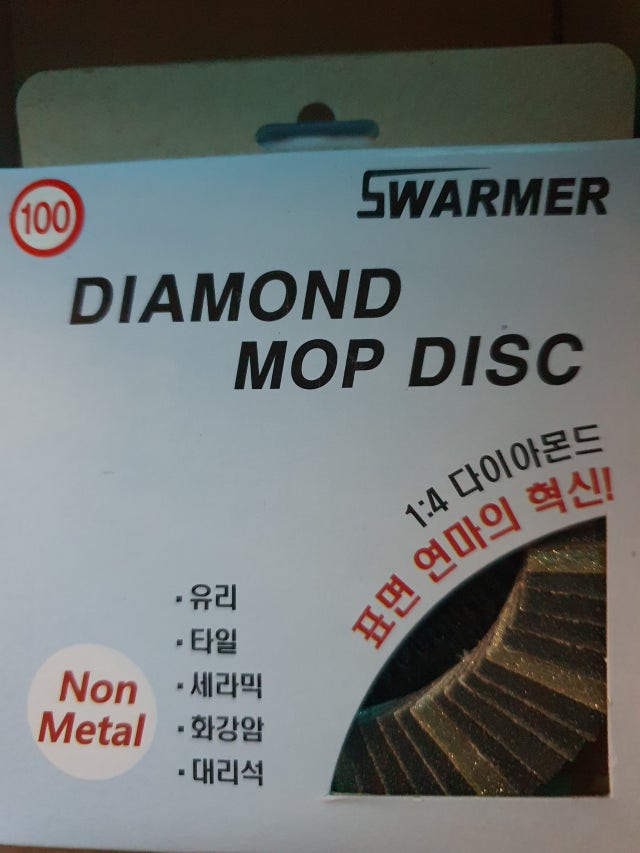 100
SWARMER
DIAMOND
MOP DISC
1:4 다이아몬드
표면 연마의 혁신!
· 유리
· 타일
· 세라믹
· 화강암
· 대리석
Non
Metal